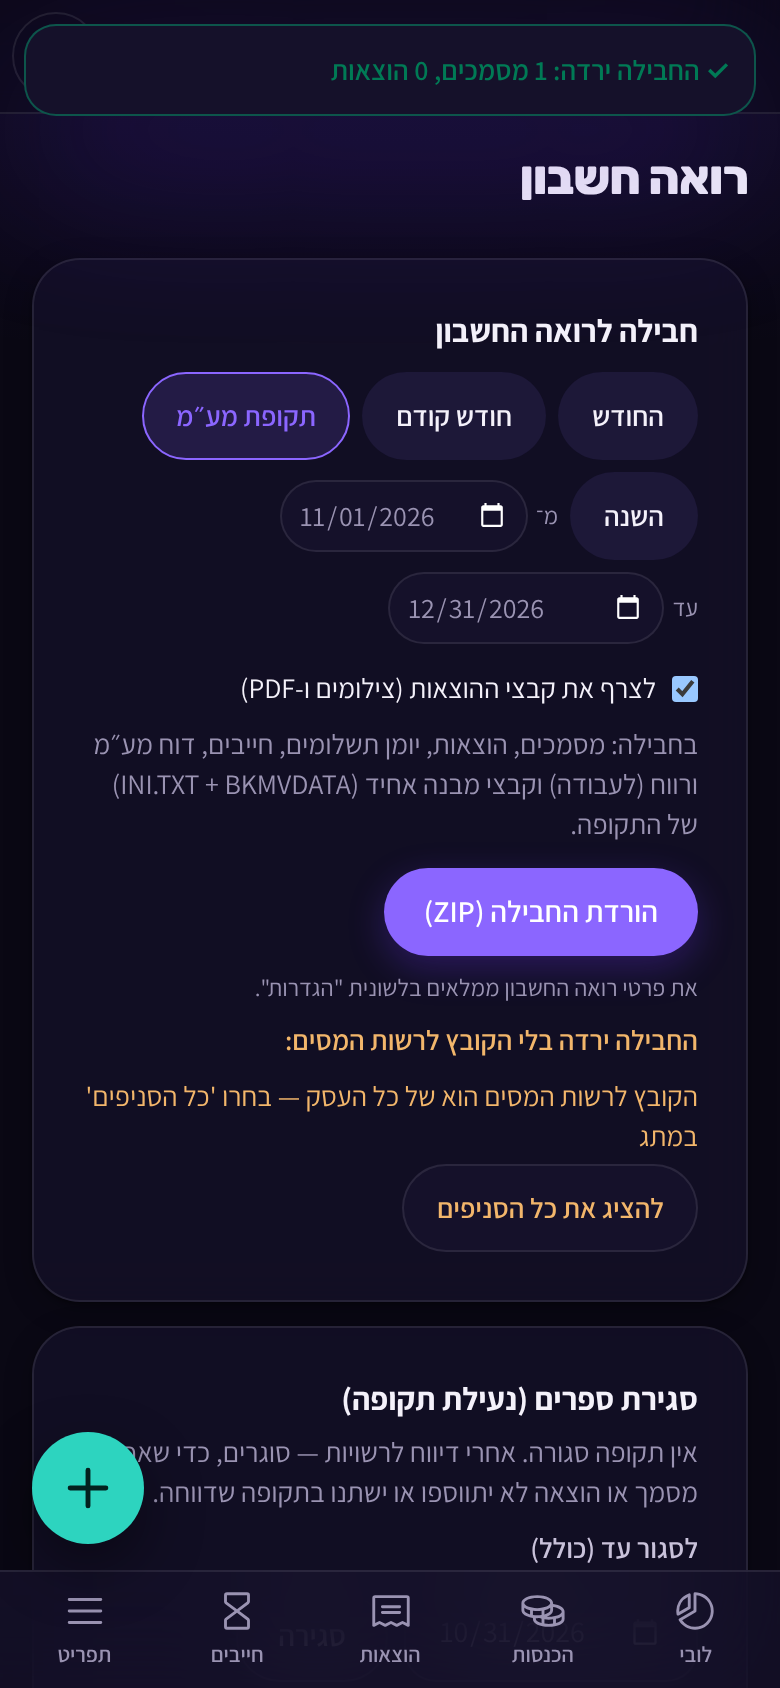 ✓ החבילה ירדה: 1 מסמכים, 0 הוצאות
רואה חשבון
חבילה לרואה החשבון
החודש
חודש קודם
תקופת מע״מ
השנה
מ־
11/01/2026
עד
12/31/2026
לצרף את קבצי ההוצאות (צילומים ו-PDF)
בחבילה: מסמכים, הוצאות, יומן תשלומים, חייבים, דוח מע״מ
ורווח (לעבודה) וקבצי מבנה אחיד (INI.TXT + BKMVDATA)
של התקופה.
הורדת החבילה (ZIP)
את פרטי רואה החשבון ממלאים בלשונית "הגדרות".
החבילה ירדה בלי הקובץ לרשות המסים:
הקובץ לרשות המסים הוא של כל העסק — בחרו 'כל הסניפים'
במתג
להציג את כל הסניפים
סגירת ספרים (נעילת תקופה)
אין תקופה סגורה. אחרי דיווח לרשויות — סוגרים, כדי
מסמך או הוצאה לא יתווספו או ישתנו בתקופה שדווחה.
לסגור עד (כולל)
10/31/2026
סגירה
לובי
הכנסות
הוצאות
חייבים
תפריט